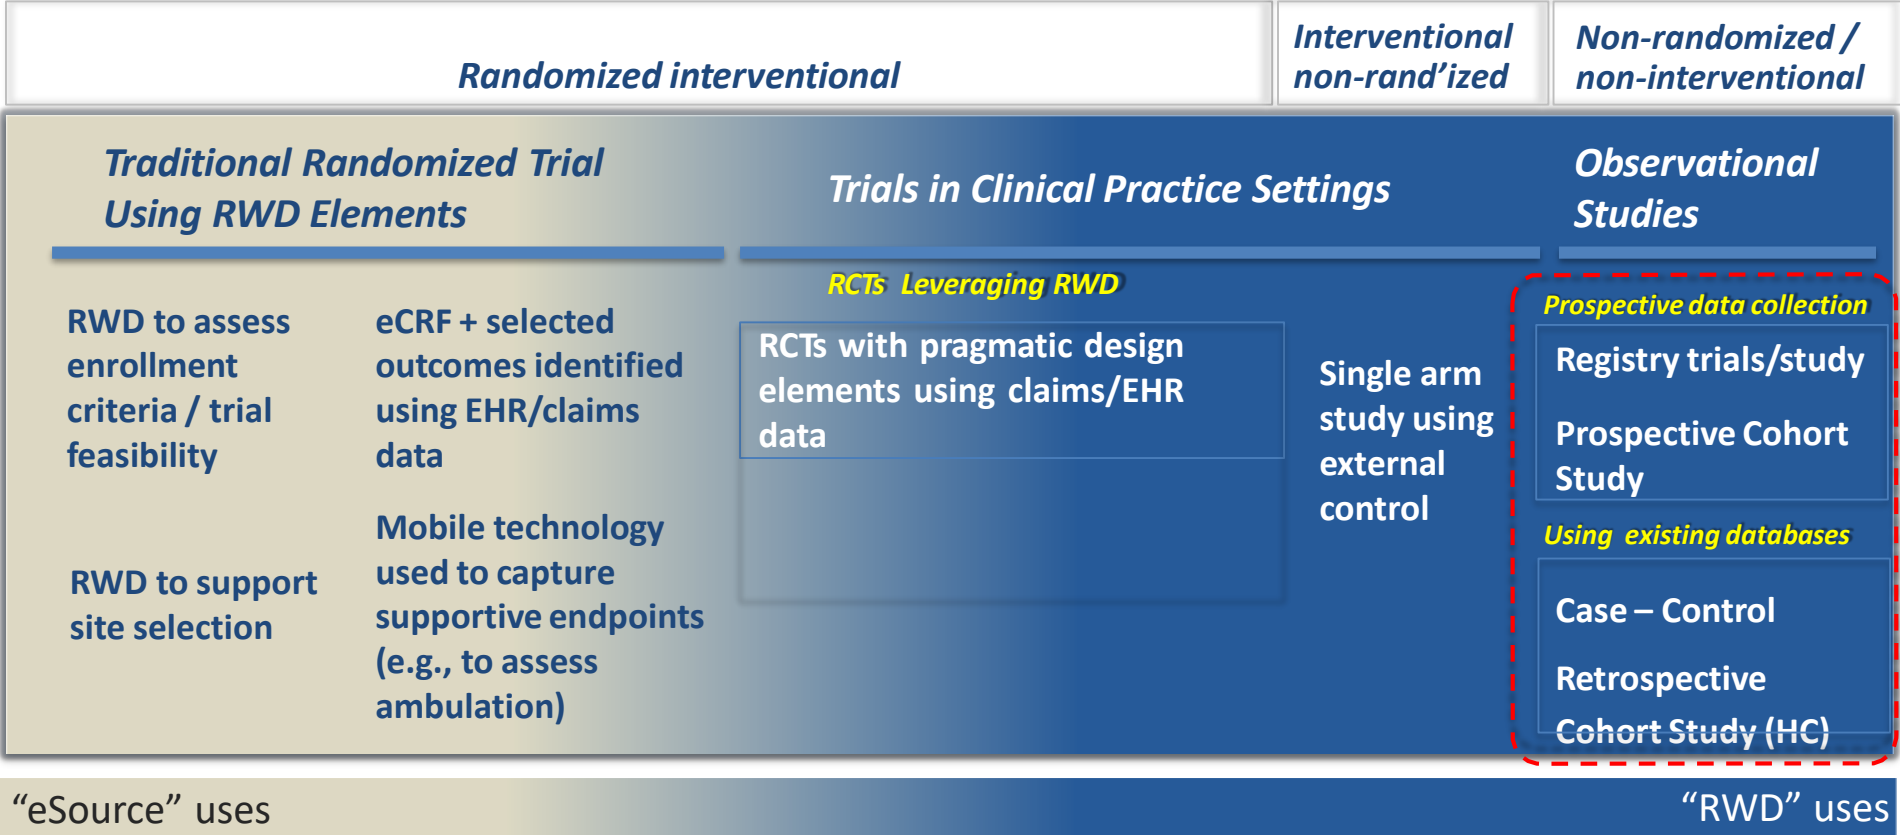 Randomized interventional
Interventional
non-rand'ized
Non-randomized /
non-interventional
Traditional Randomized Trial
Using RWD Elements
Trials in Clinical Practice Settings
Observational
Studies
RWD to assess
enrollment
criteria / trial
feasibility
RWD to support
site selection
eCRF + selected
outcomes identified
using EHR/claims
data
Mobile technology
used to capture
supportive endpoints
(e.g., to assess
ambulation)
RCTs Leveraging RWD
RCTs with pragmatic design
elements using claims/EHR
data
Single arm
study using
external
control
Prospective data collection
Registry trials/study
Prospective Cohort
Study
Using existing databases
Case – Control
Retrospective
Cohort Study (HC)
“eSource” uses
“RWD” uses